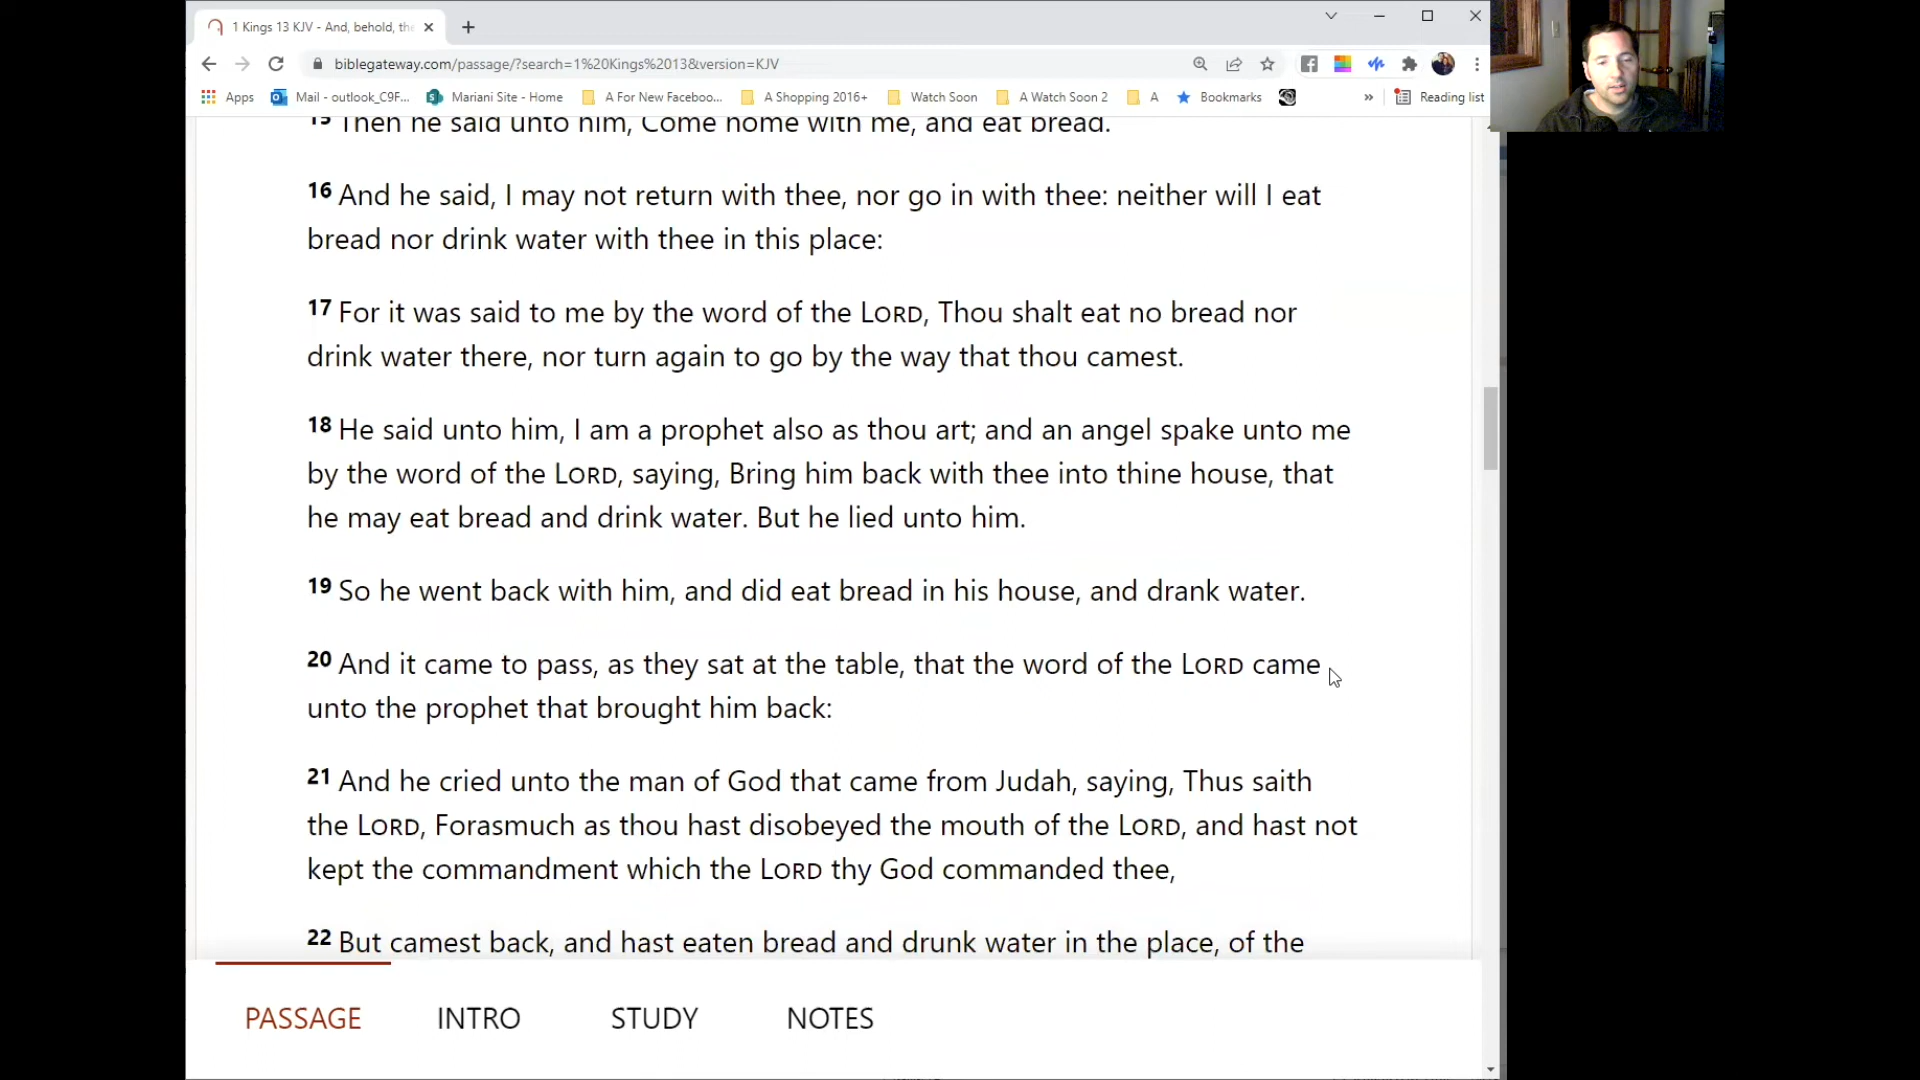 1 Kings 13 KJV - And, behold, the
biblegateway.com/passage/?search=1%20Kings%2013&version=KJV
Apps Mail - outlook_C9F... Mariani Site - Home A For New Faceboo... A Shopping 2016+ Watch Soon A Watch Soon 2 A Bookmarks » Reading list
15 Then he said unto him, Come home with me, and eat bread.
16 And he said, I may not return with thee, nor go in with thee: neither will I eat
bread nor drink water with thee in this place:
17 For it was said to me by the word of the LORD, Thou shalt eat no bread nor
drink water there, nor turn again to go by the way that thou camest.
18 He said unto him, I am a prophet also as thou art; and an angel spake unto me
by the word of the LORD, saying, Bring him back with thee into thine house, that
he may eat bread and drink water. But he lied unto him.
19 So he went back with him, and did eat bread in his house, and drank water.
20 And it came to pass, as they sat at the table, that the word of the LORD came
unto the prophet that brought him back:
21 And he cried unto the man of God that came from Judah, saying, Thus saith
the LORD, Forasmuch as thou hast disobeyed the mouth of the LORD, and hast not
kept the commandment which the LORD thy God commanded thee,
22 But camest back, and hast eaten bread and drunk water in the place, of the
PASSAGE INTRO STUDY NOTES